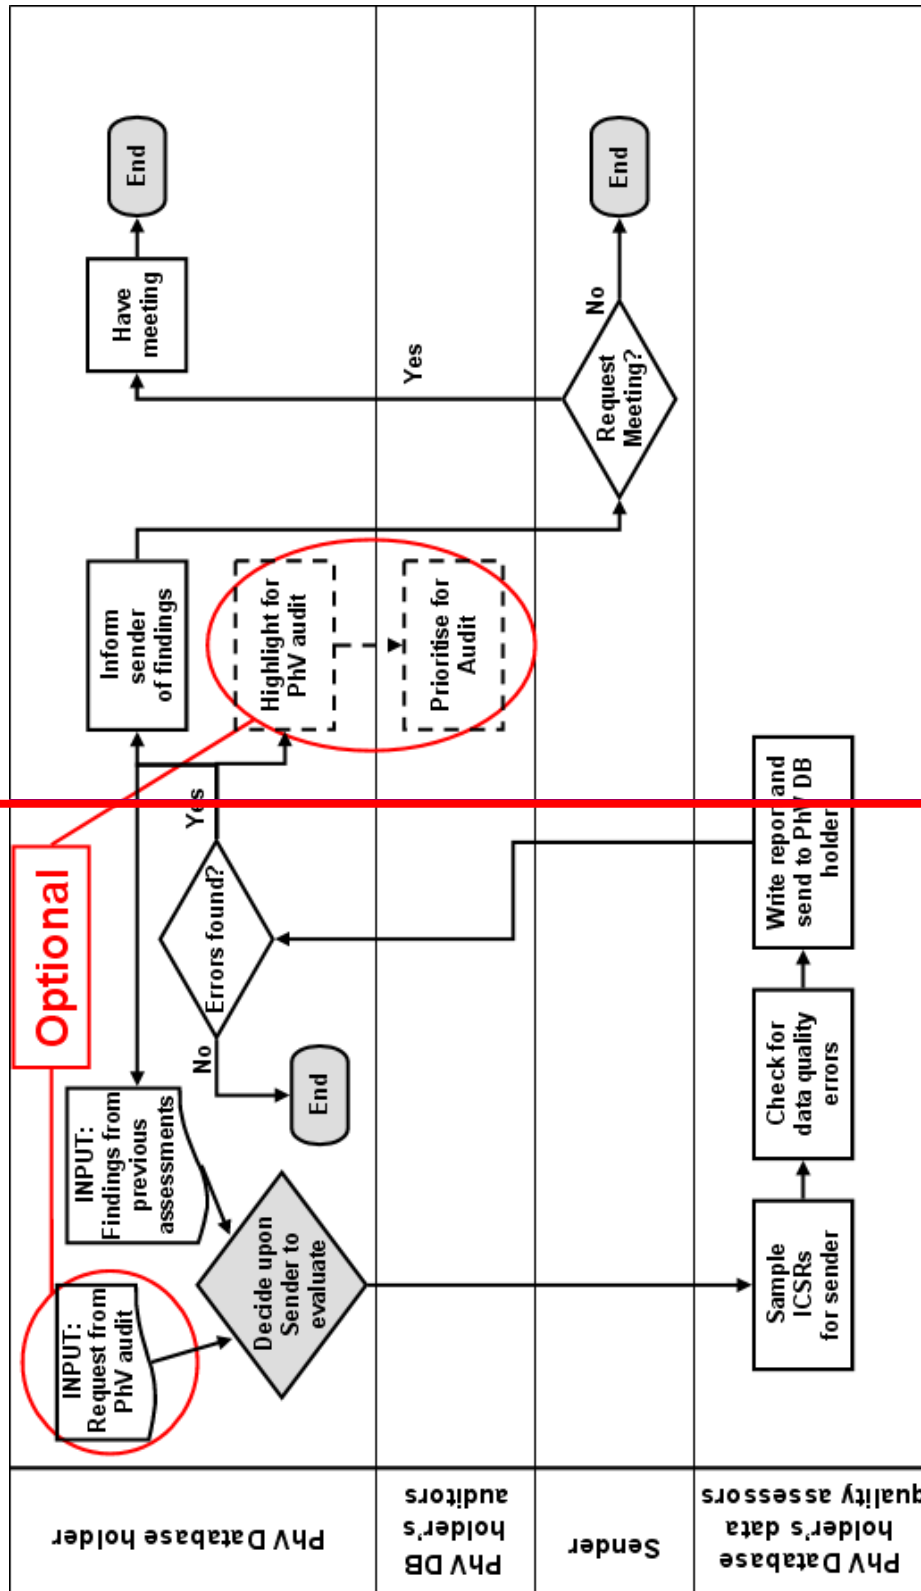 PhV Database holder
PhV DB
holder's
auditors
Sender
PhV Database
holder's data
quality assessors
INPUT:
Request from
PhV audit
INPUT:
Findings from
previous
assessments
Optional
Decide upon
Sender to
evaluate
Sample
ICSRs
for sender
Check for
data quality
errors
Write report and
send to PhV DB
holder
Errors found?
No
End
Yes
Inform
sender
of findings
Highlight for
PhV audit
Prioritise for
Audit
Request
Meeting?
No
End
Yes
Have
meeting
End